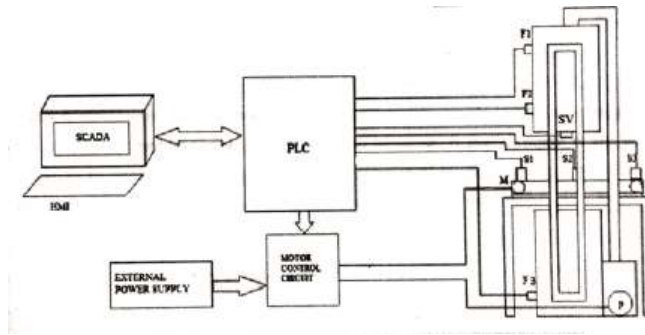 F1
F2
SV
SCADA
PLC
S1
S2
S3
M
HMI
MOTOR
CONTROL
CIRCUIT
EXTERNAL
POWER SUPPLY
F3
P